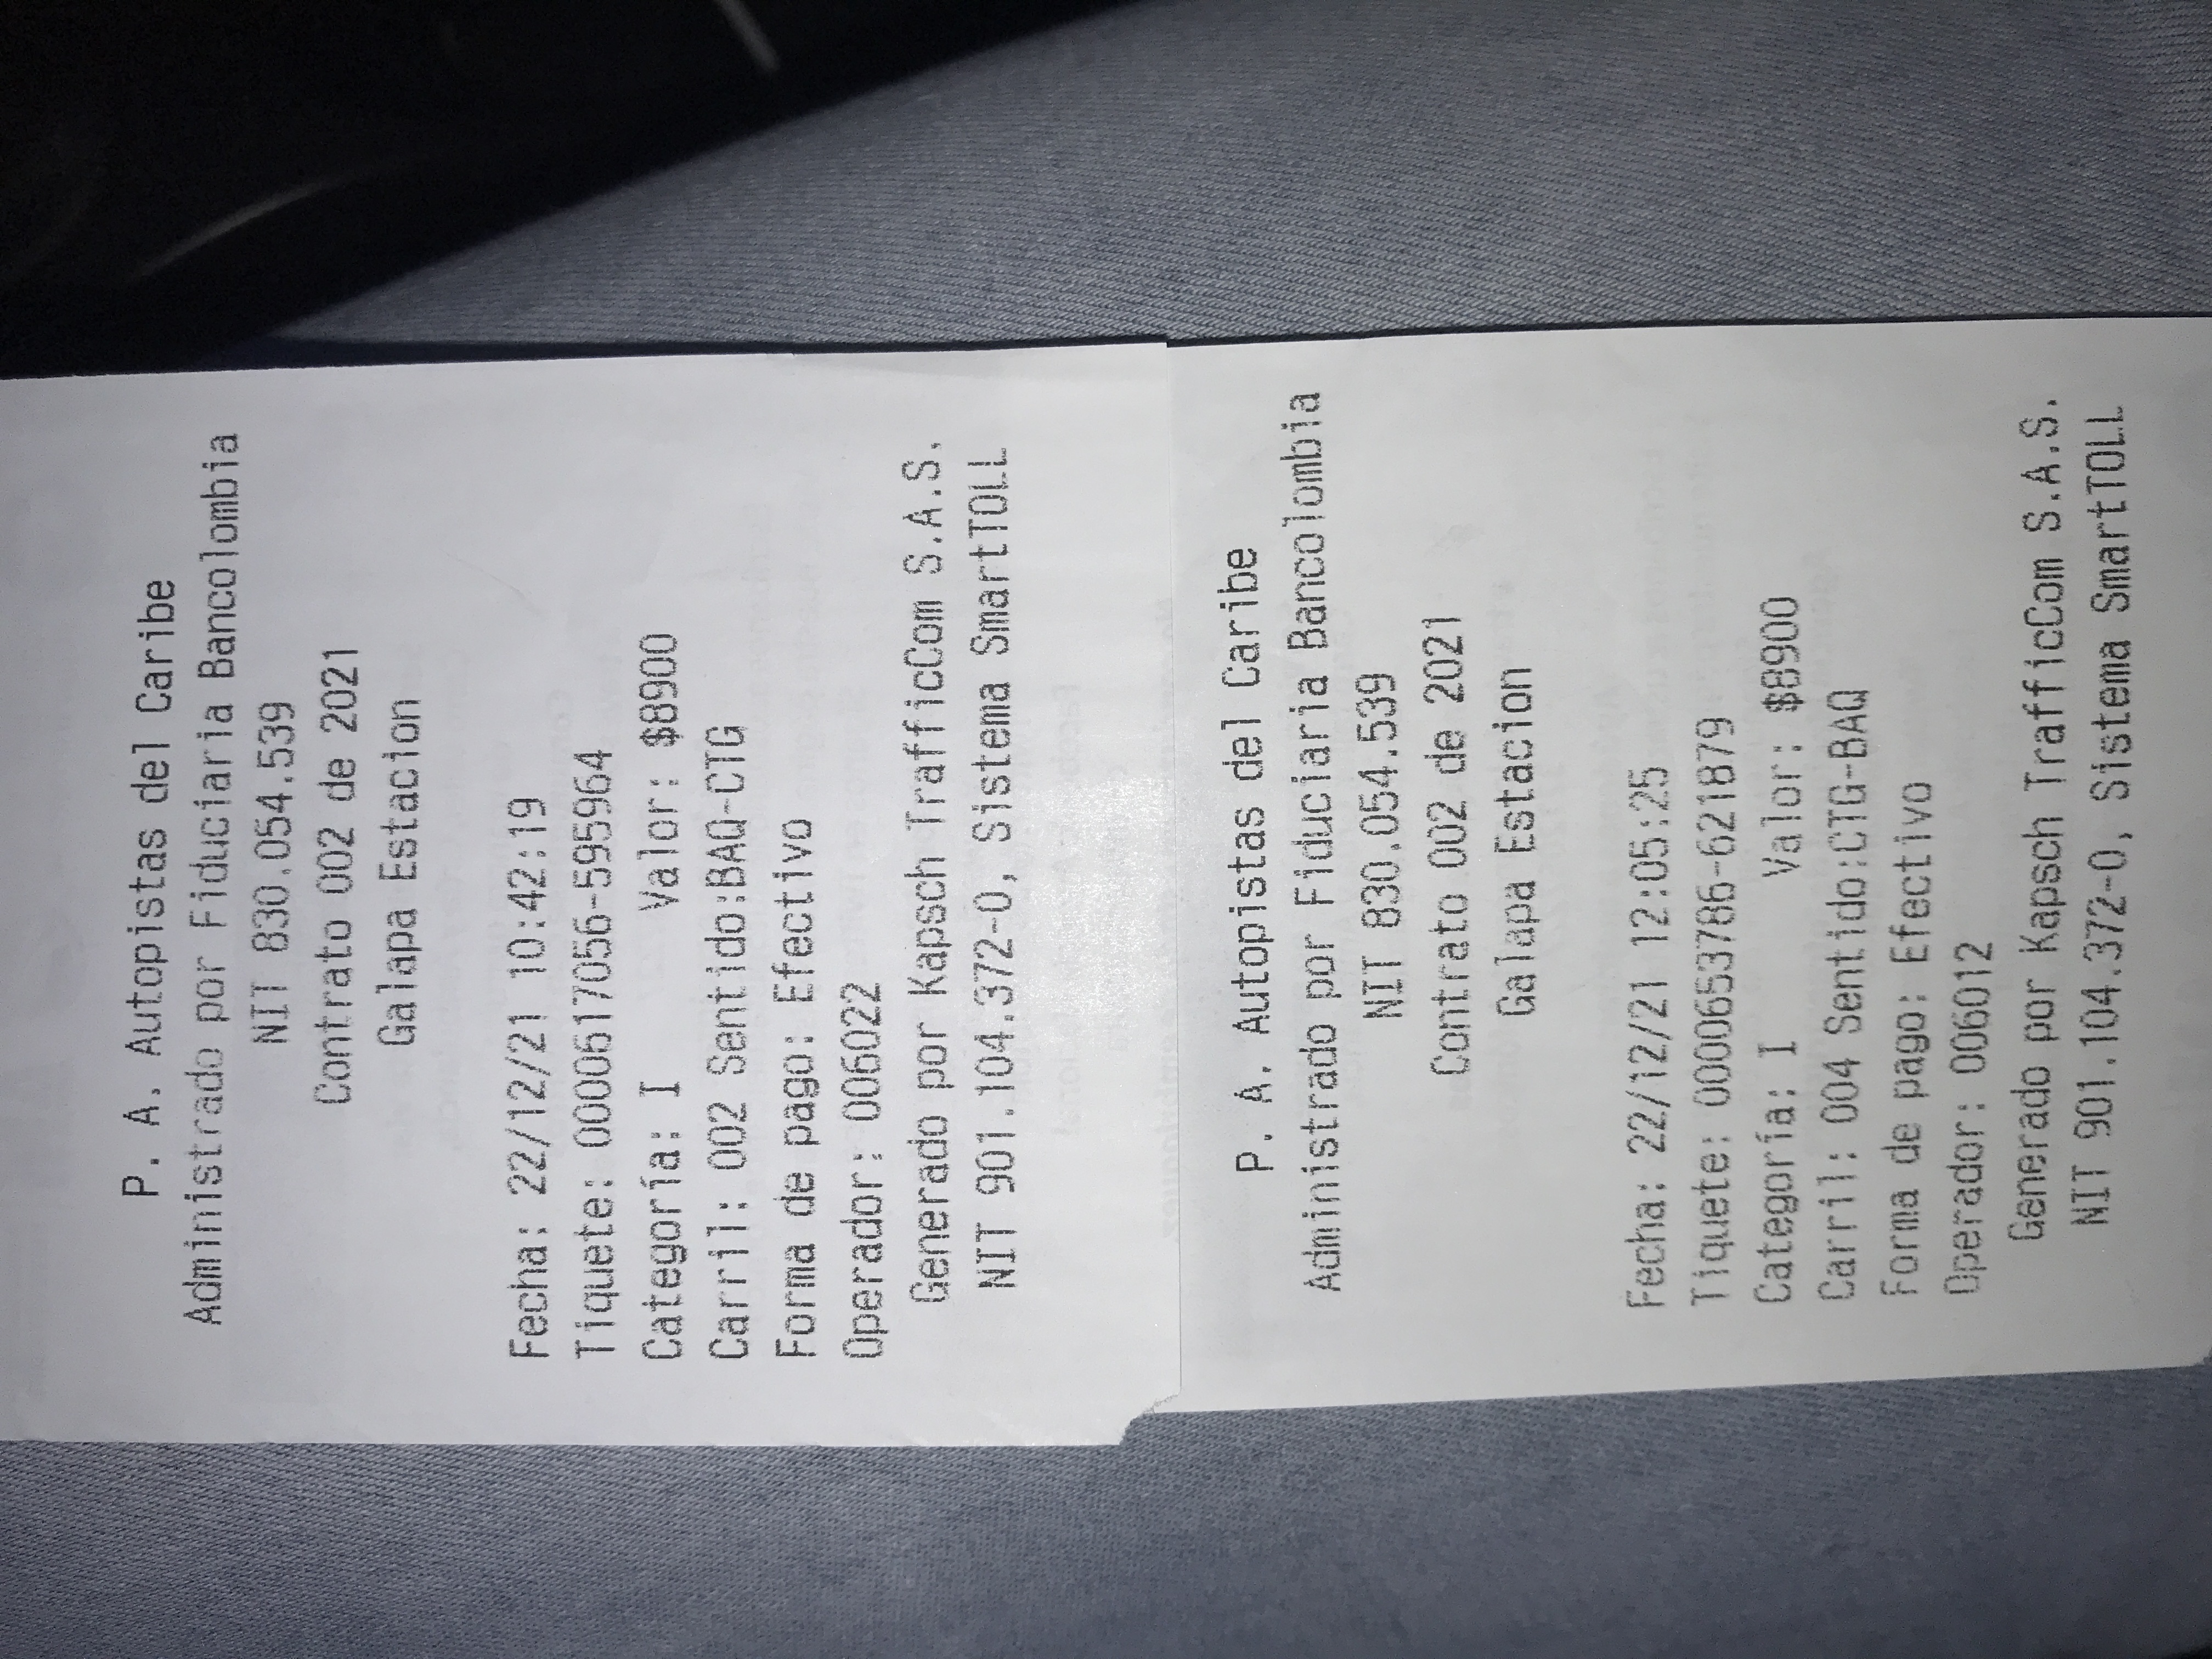 P. A. Autopistas del Caribe
Administrado por Fiduciaria Bancolombia
NIT 830.054.539
Contrato 002 de 2021
Galapa Estacion
Fecha: 22/12/21 10:42:19
Tiquete: 0000617056-595964
Categoría: I Valor: $8900
Carril: 002 Sentido:BAQ-CTG
Forma de pago: Efectivo
Operador: 006022
Generado por Kapsch TrafficCom S.A.S.
NIT 901.104.372-0, Sistema SmartTOLL
P. A. Autopistas del Caribe
Administrado por Fiduciaria Bancolombia
NIT 830.054.539
Contrato 002 de 2021
Galapa Estacion
Fecha: 22/12/21 12:05:25
Tiquete: 0000653786-621879
Categoría: I Valor: $8900
Carril: 004 Sentido:CTG-BAQ
Forma de pago: Efectivo
Operador: 006012
Generado por Kapsch TrafficCom S.A.S.
NIT 901.104.372-0, Sistema SmartTOLL